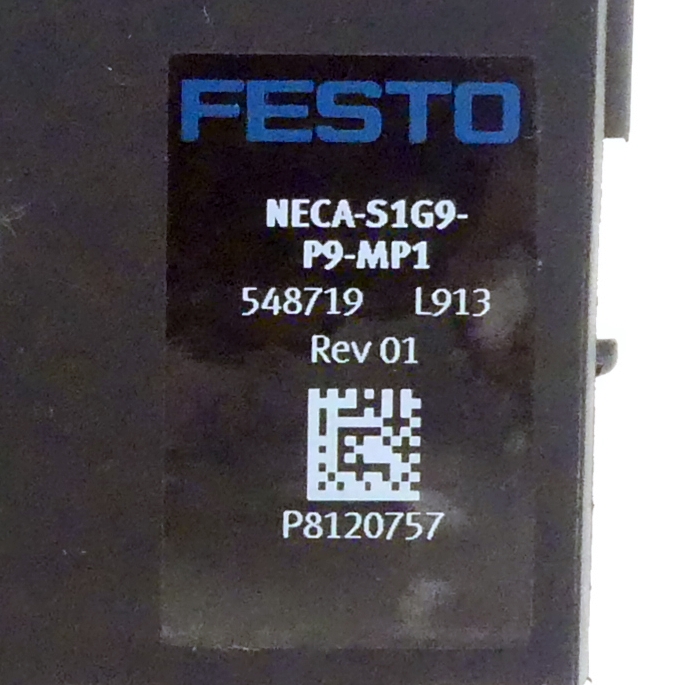 FESTO
NECA-S1G9-
P9-MP1
548719 L913
Rev 01
P8120757